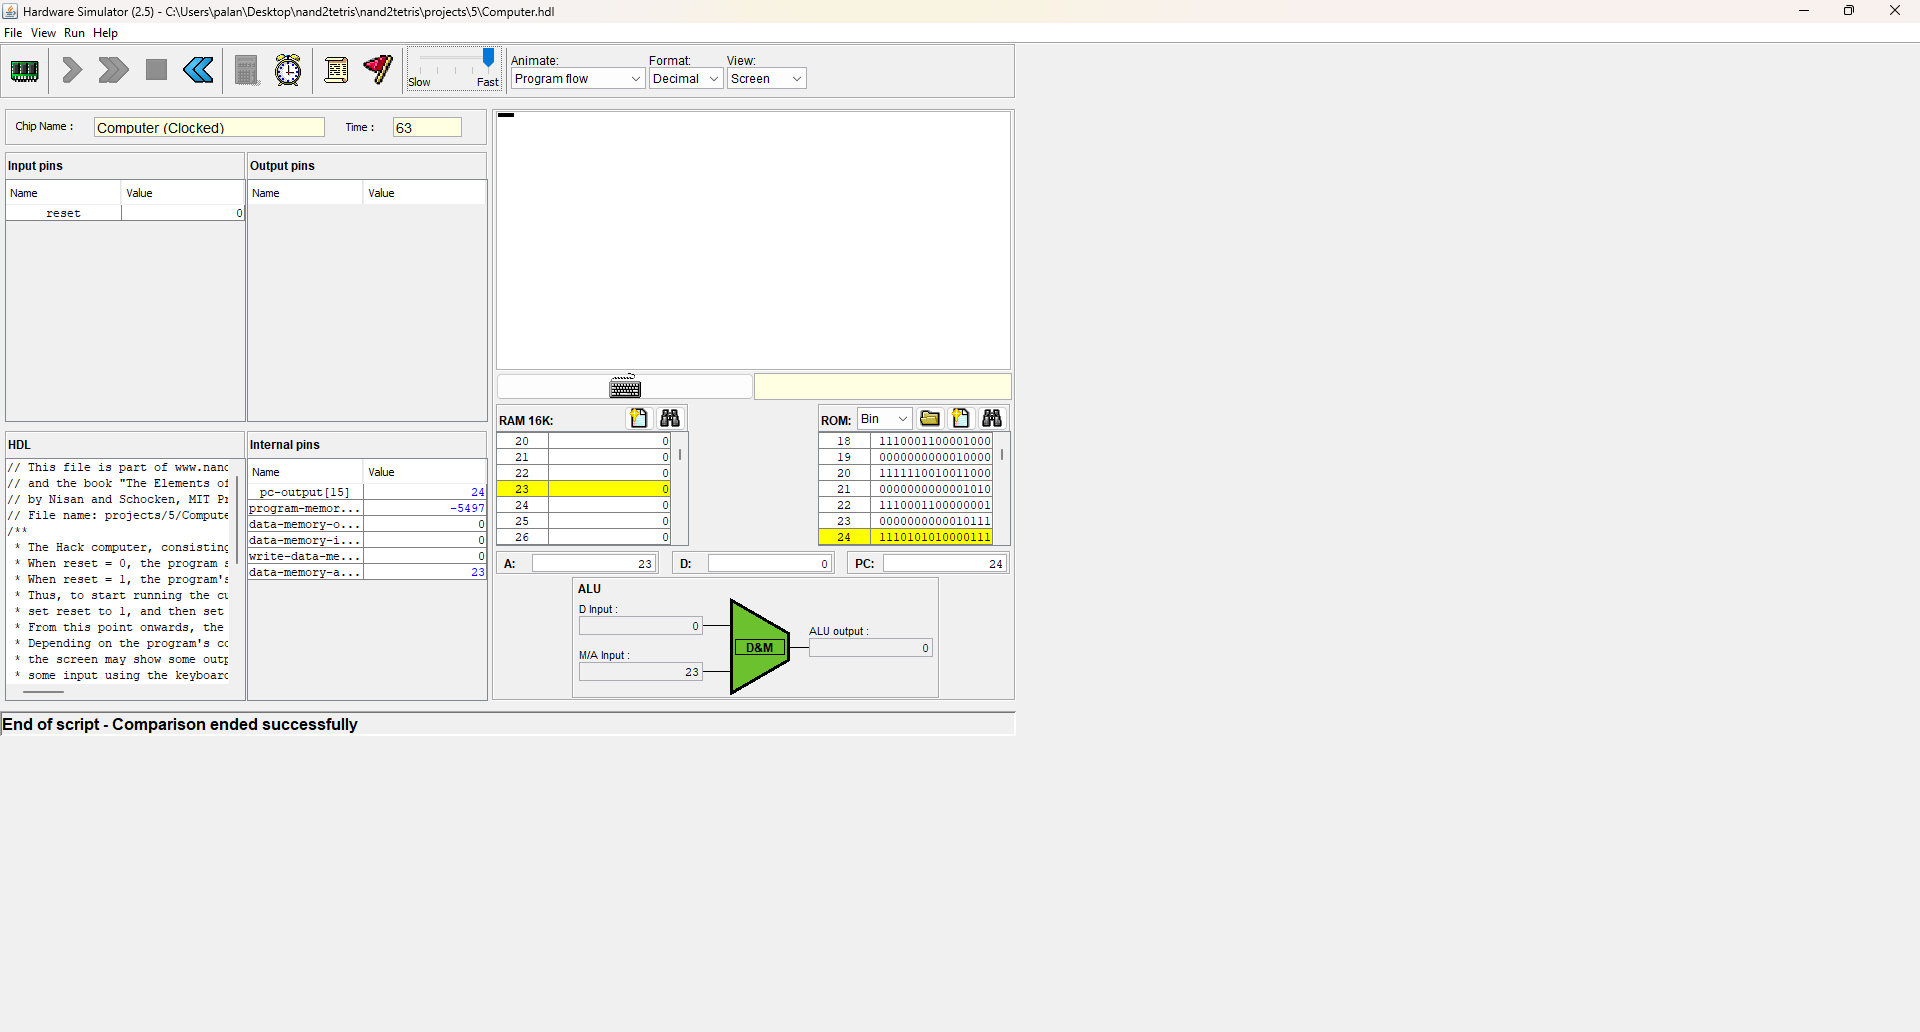 Hardware Simulator (2.5) - C:\Users\palan\Desktop\nand2tetris\nand2tetris\projects\5\Computer.hdl
File View Run Help
Slow Fast
Animate: Format: View:
Program flow Decimal Screen
Chip Name : Computer (Clocked) Time : 63
Input pins
Name Value
reset 0
Output pins
Name Value
HDL
// This file is part of www.nand
// and the book "The Elements of
// by Nisan and Schocken, MIT Pr
// File name: projects/5/Compute
/**
* The Hack computer, consisting
* When reset = 0, the program s
* When reset = 1, the program's
* Thus, to start running the cu
* set reset to 1, and then set
* From this point onwards, the
* Depending on the program's co
* the screen may show some outp
* some input using the keyboard
Internal pins
Name Value
pc-output[15] 24
program-memor... -5497
data-memory-o... 0
data-memory-i... 0
write-data-me... 0
data-memory-a... 23
RAM 16K:
20 0
21 0
22 0
23 0
24 0
25 0
26 0
ROM: Bin
18 1110001100001000
19 0000000000010000
20 1111110010011000
21 0000000000001010
22 1110001100000001
23 0000000000010111
24 1110101010000111
A: 23 D: 0 PC: 24
ALU
D Input :
0
M/A Input :
23
D&M
ALU output :
0
End of script - Comparison ended successfully